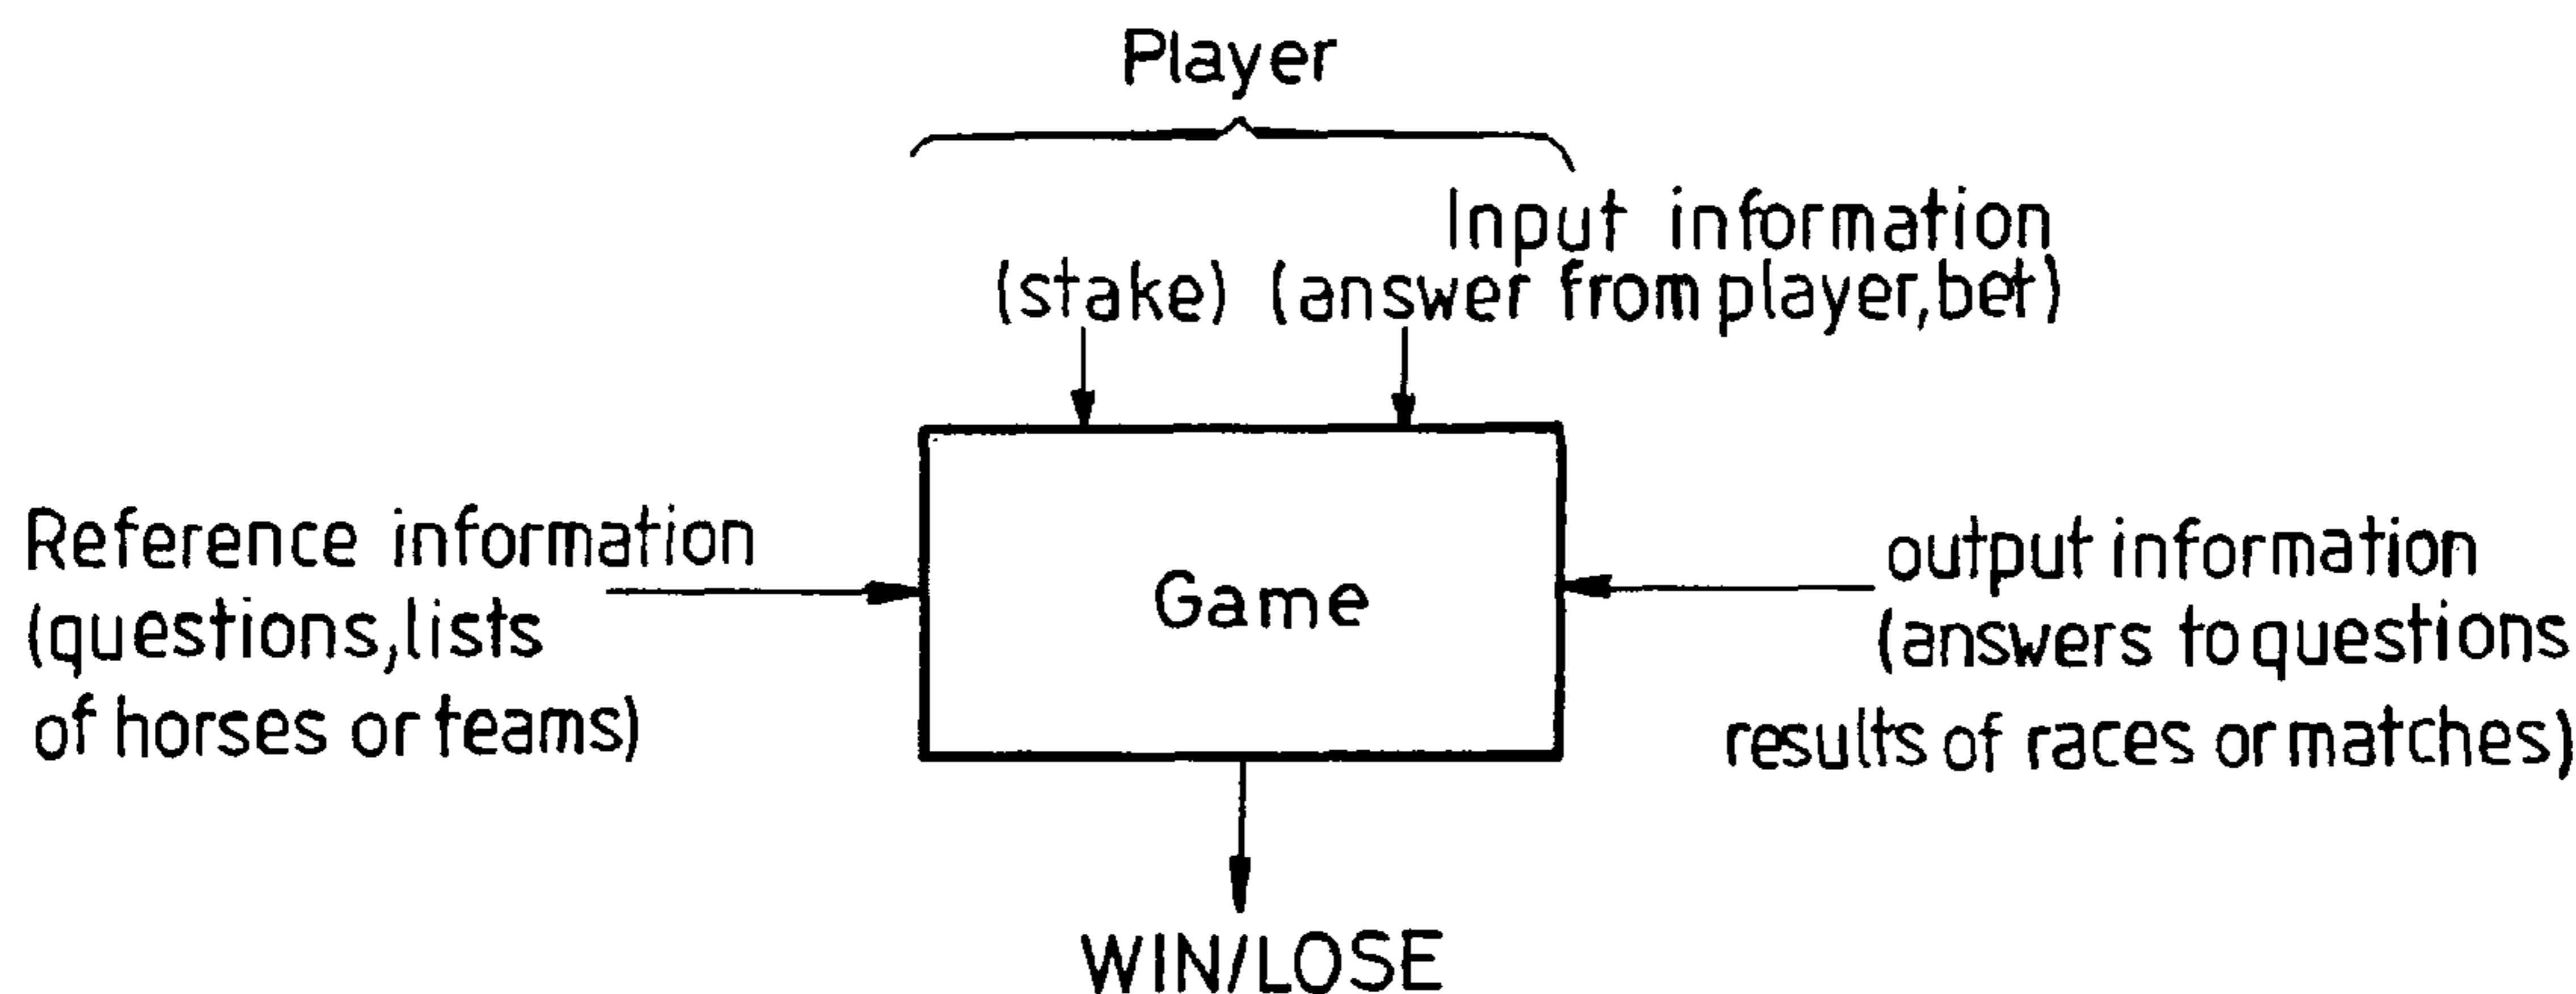 Player
Input information
(stake) (answer from player,bet)
Reference information
(questions,lists
of horses or teams)
Game
output information
(answers to questions
results of races or matches)
WIN/LOSE